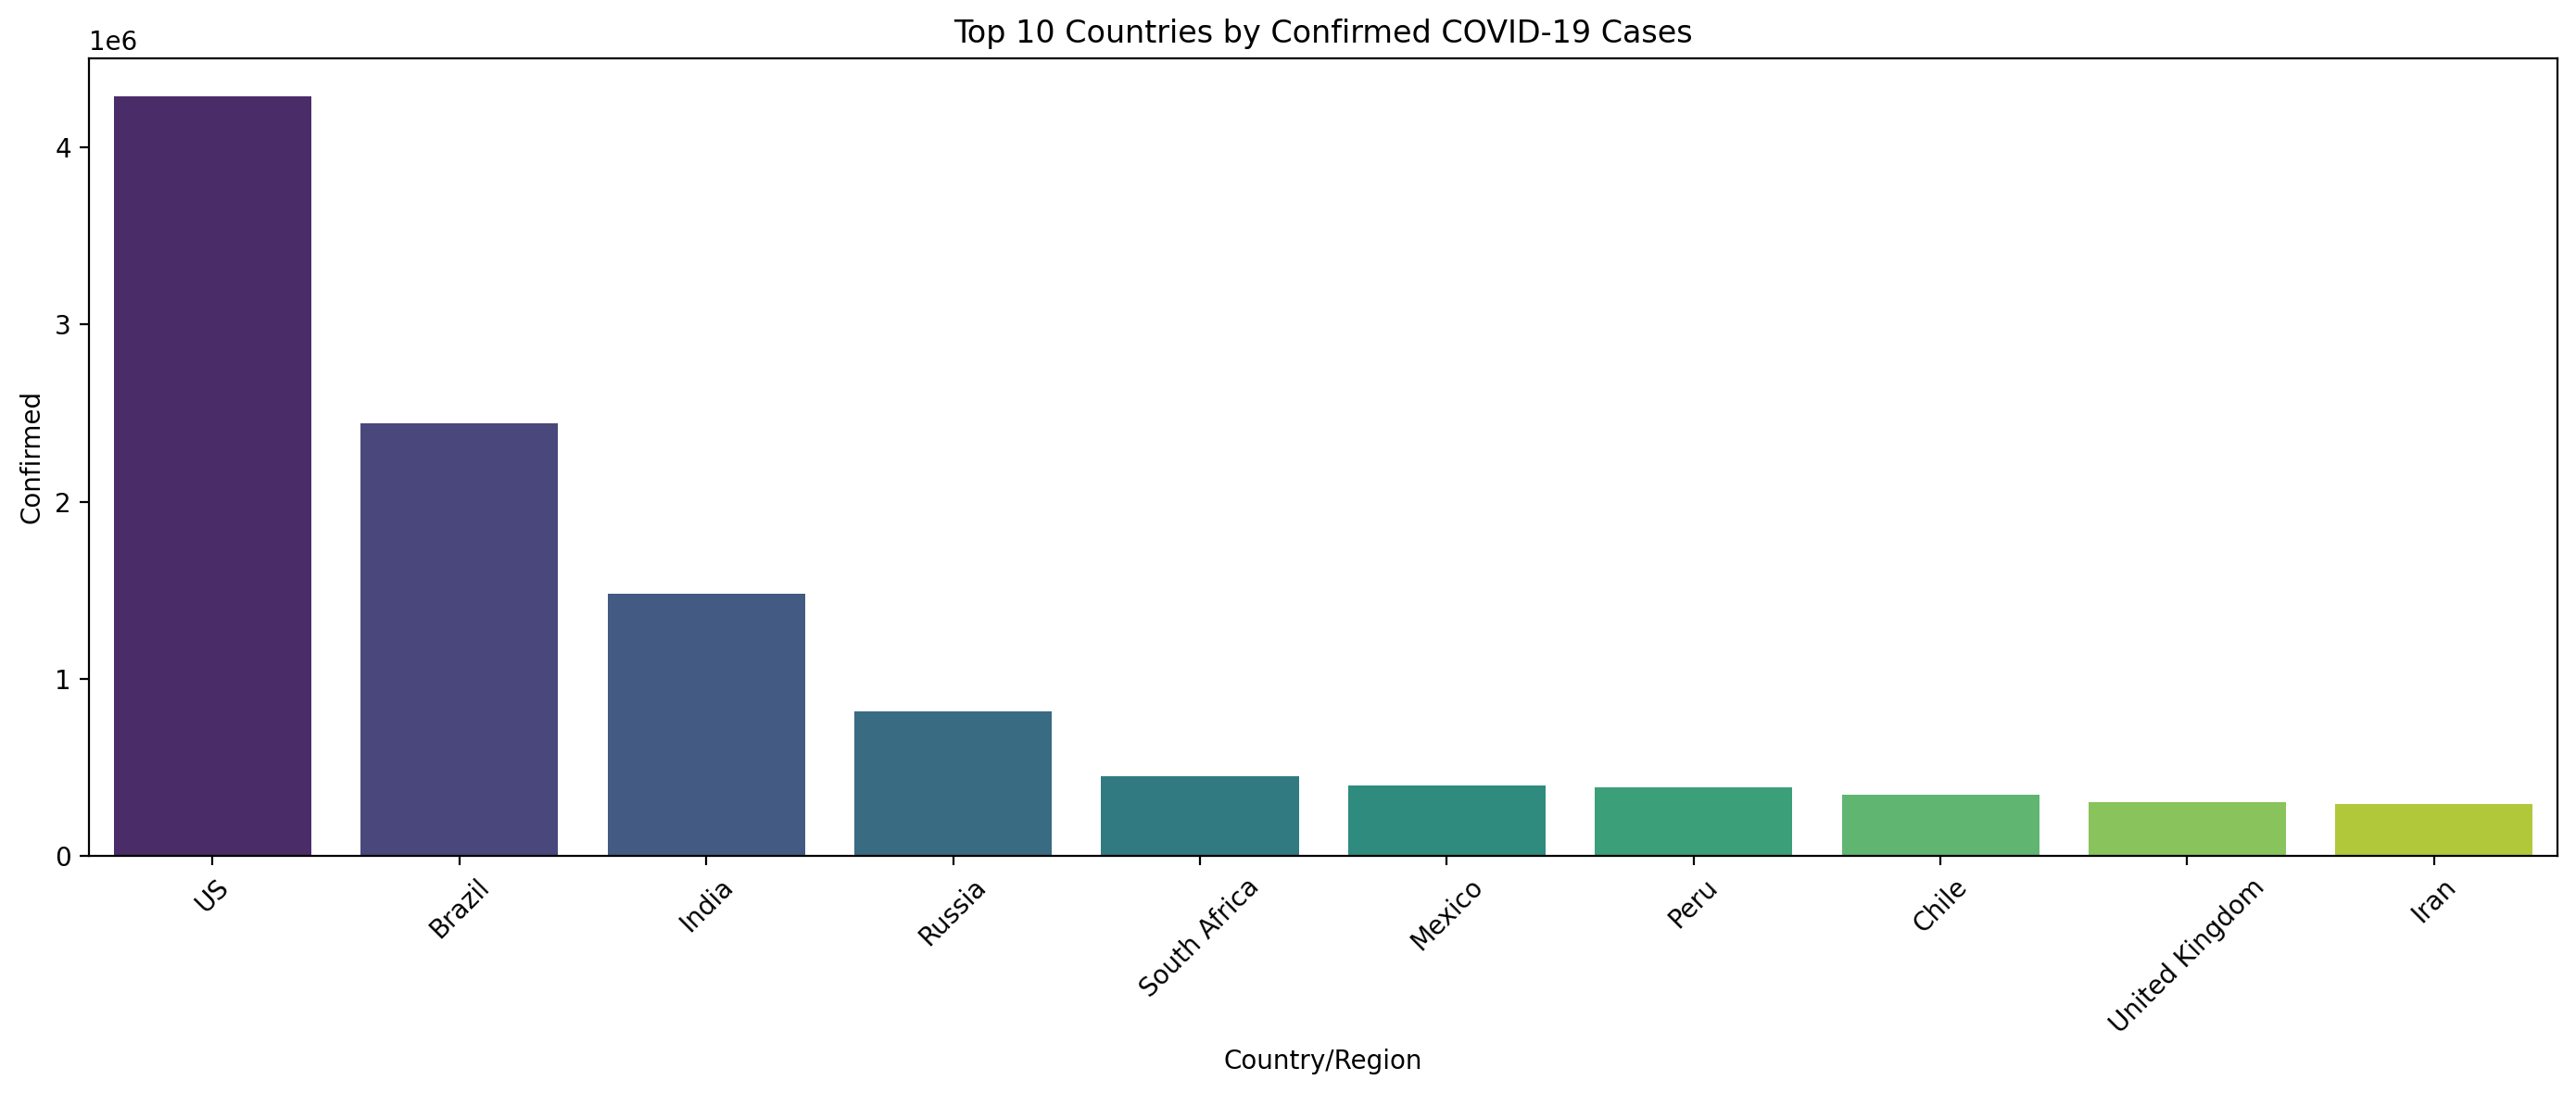 Top 10 Countries by Confirmed COVID-19 Cases
1e6
4
3
2
1
0
Confirmed
US
Brazil
India
Russia
South Africa
Mexico
Peru
Chile
United Kingdom
Iran
Country/Region